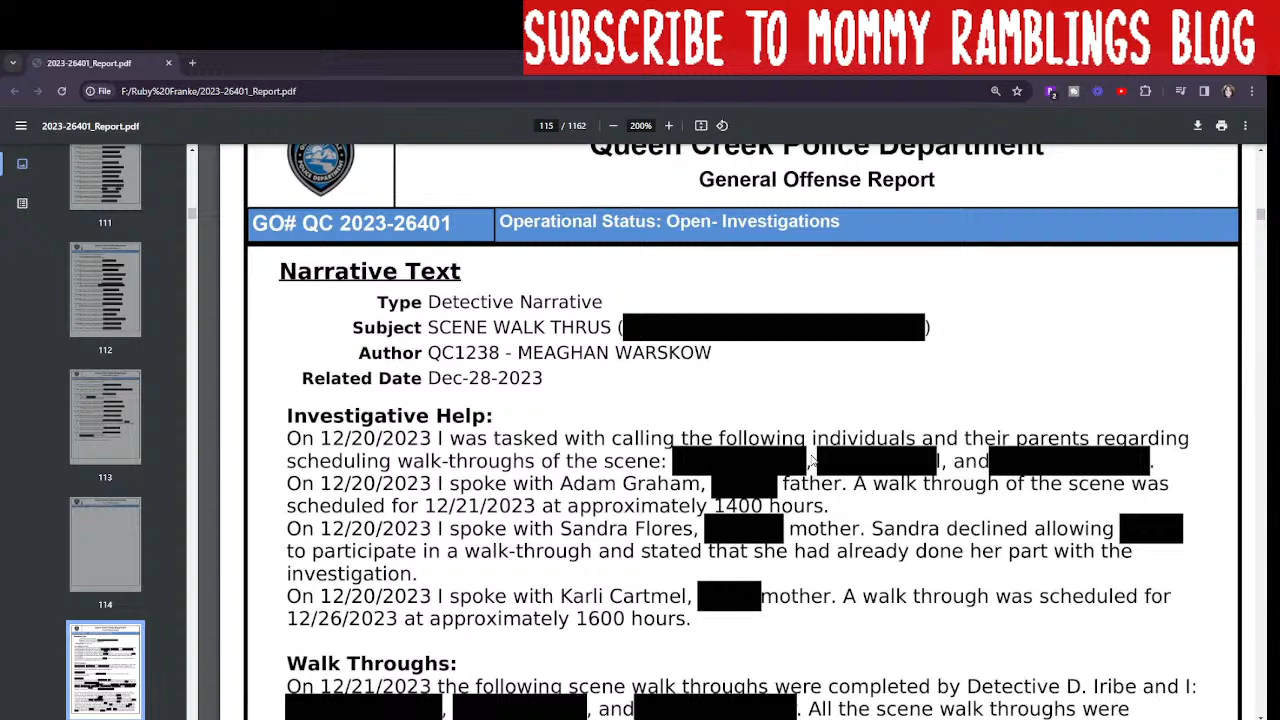 SUBSCRIBE TO MOMMY RAMBLINGS BLOG
2023-26401_Report.pdf
File F:/Ruby%20Franke/2023-26401_Report.pdf
2023-26401_Report.pdf 115 / 1162 200%
Queen Creek Police Department
General Offense Report
GO# QC 2023-26401 Operational Status: Open- Investigations
111
112
113
114
Narrative Text
Type Detective Narrative
Subject SCENE WALK THRUS ( )
Author QC1238 - MEAGHAN WARSKOW
Related Date Dec-28-2023
Investigative Help:
On 12/20/2023 I was tasked with calling the following individuals and their parents regarding
scheduling walk-throughs of the scene: , l, and .
On 12/20/2023 I spoke with Adam Graham, father. A walk through of the scene was
scheduled for 12/21/2023 at approximately 1400 hours.
On 12/20/2023 I spoke with Sandra Flores, mother. Sandra declined allowing
to participate in a walk-through and stated that she had already done her part with the
investigation.
On 12/20/2023 I spoke with Karli Cartmel, mother. A walk through was scheduled for
12/26/2023 at approximately 1600 hours.
Walk Throughs:
On 12/21/2023 the following scene walk throughs were completed by Detective D. Iribe and I:
, , and . All the scene walk throughs were